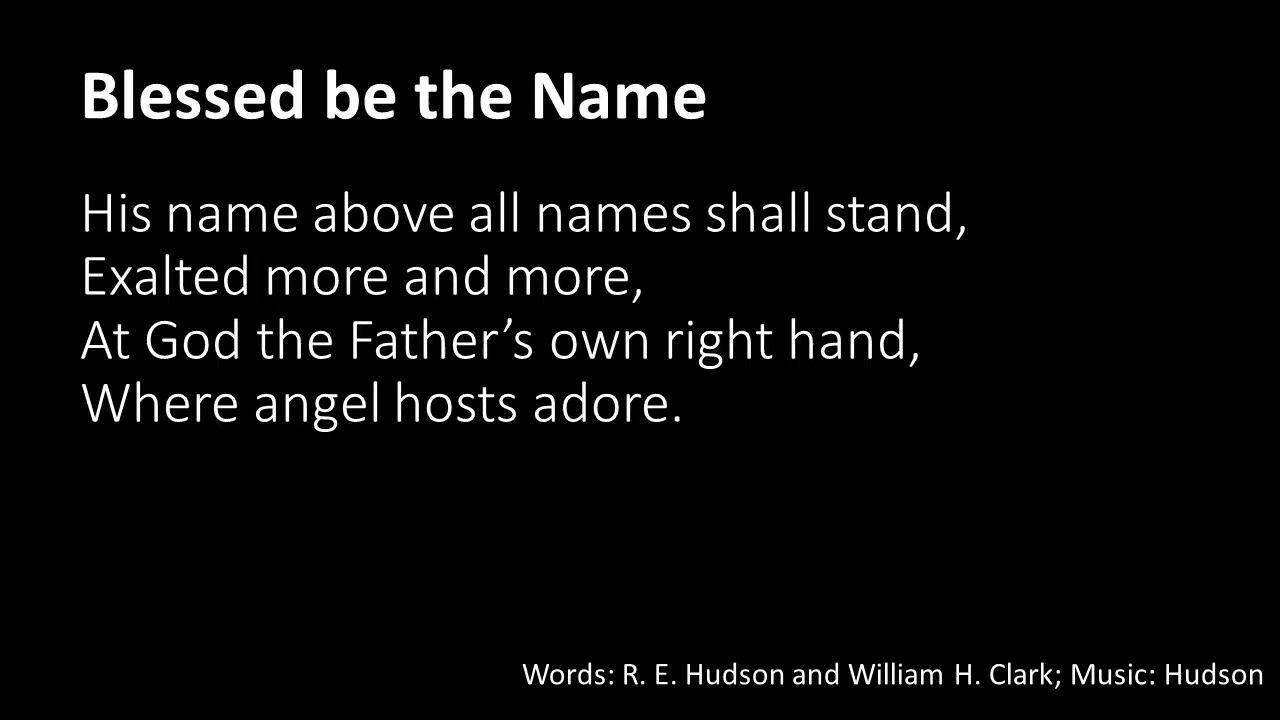 Blessed be the Name
His name above all names shall stand,
Exalted more and more,
At God the Father’s own right hand,
Where angel hosts adore.
Words: R. E. Hudson and William H. Clark; Music: Hudson